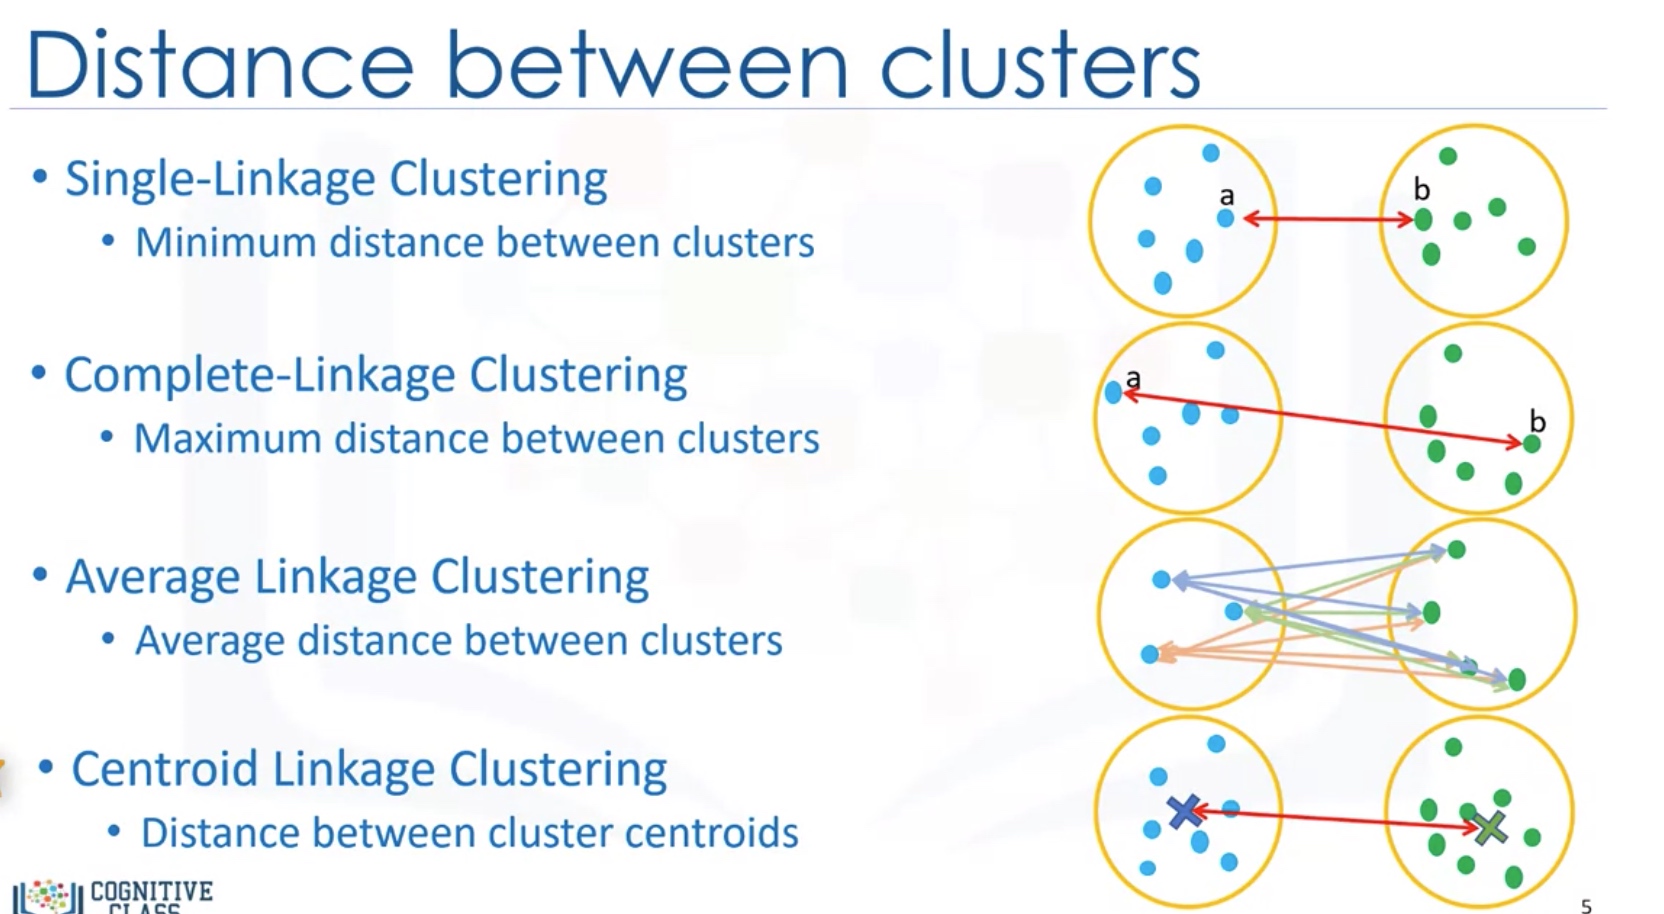 Distance between clusters
• Single-Linkage Clustering
• Minimum distance between clusters
a
b
• Complete-Linkage Clustering
• Maximum distance between clusters
a
b
• Average Linkage Clustering
• Average distance between clusters
• Centroid Linkage Clustering
• Distance between cluster centroids
COGNITIVE
CLASS
5